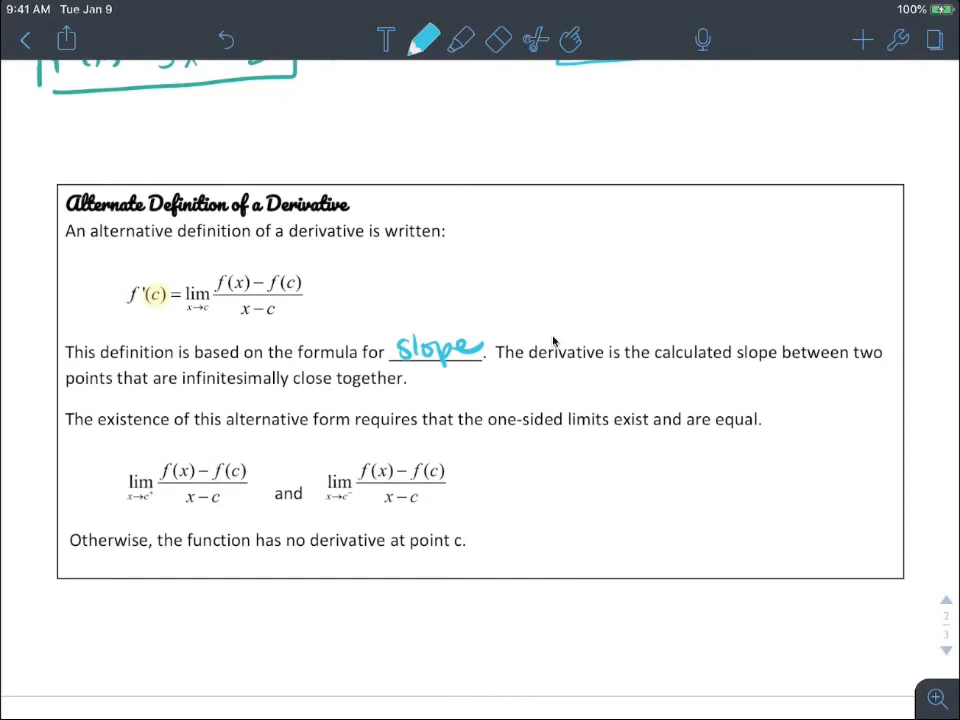 9:41 AM Tue Jan 9
100%
T
Alternate Definition of a Derivative
An alternative definition of a derivative is written:
f '(c) = lim x→c f(x) − f(c) / x − c
This definition is based on the formula for slope. The derivative is the calculated slope between two
points that are infinitesimally close together.
The existence of this alternative form requires that the one-sided limits exist and are equal.
lim x→c⁺ f(x) − f(c) / x − c and lim x→c⁻ f(x) − f(c) / x − c
Otherwise, the function has no derivative at point c.
2
3